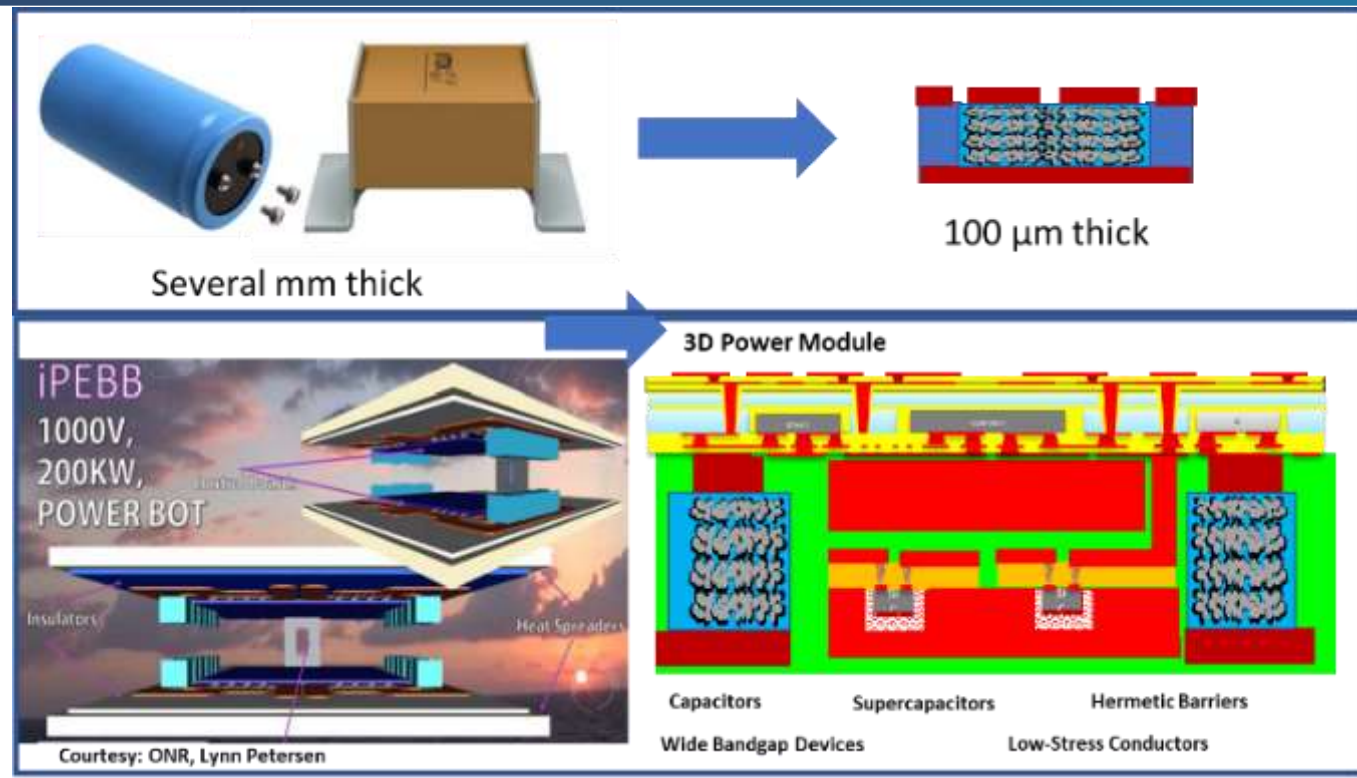 Several mm thick
100 µm thick
iPEBB
1000V,
200KW,
POWER BOT
Insulators
Heat Spreaders
Courtesy: ONR, Lynn Petersen
3D Power Module
Capacitors
Supercapacitors
Hermetic Barriers
Wide Bandgap Devices
Low-Stress Conductors